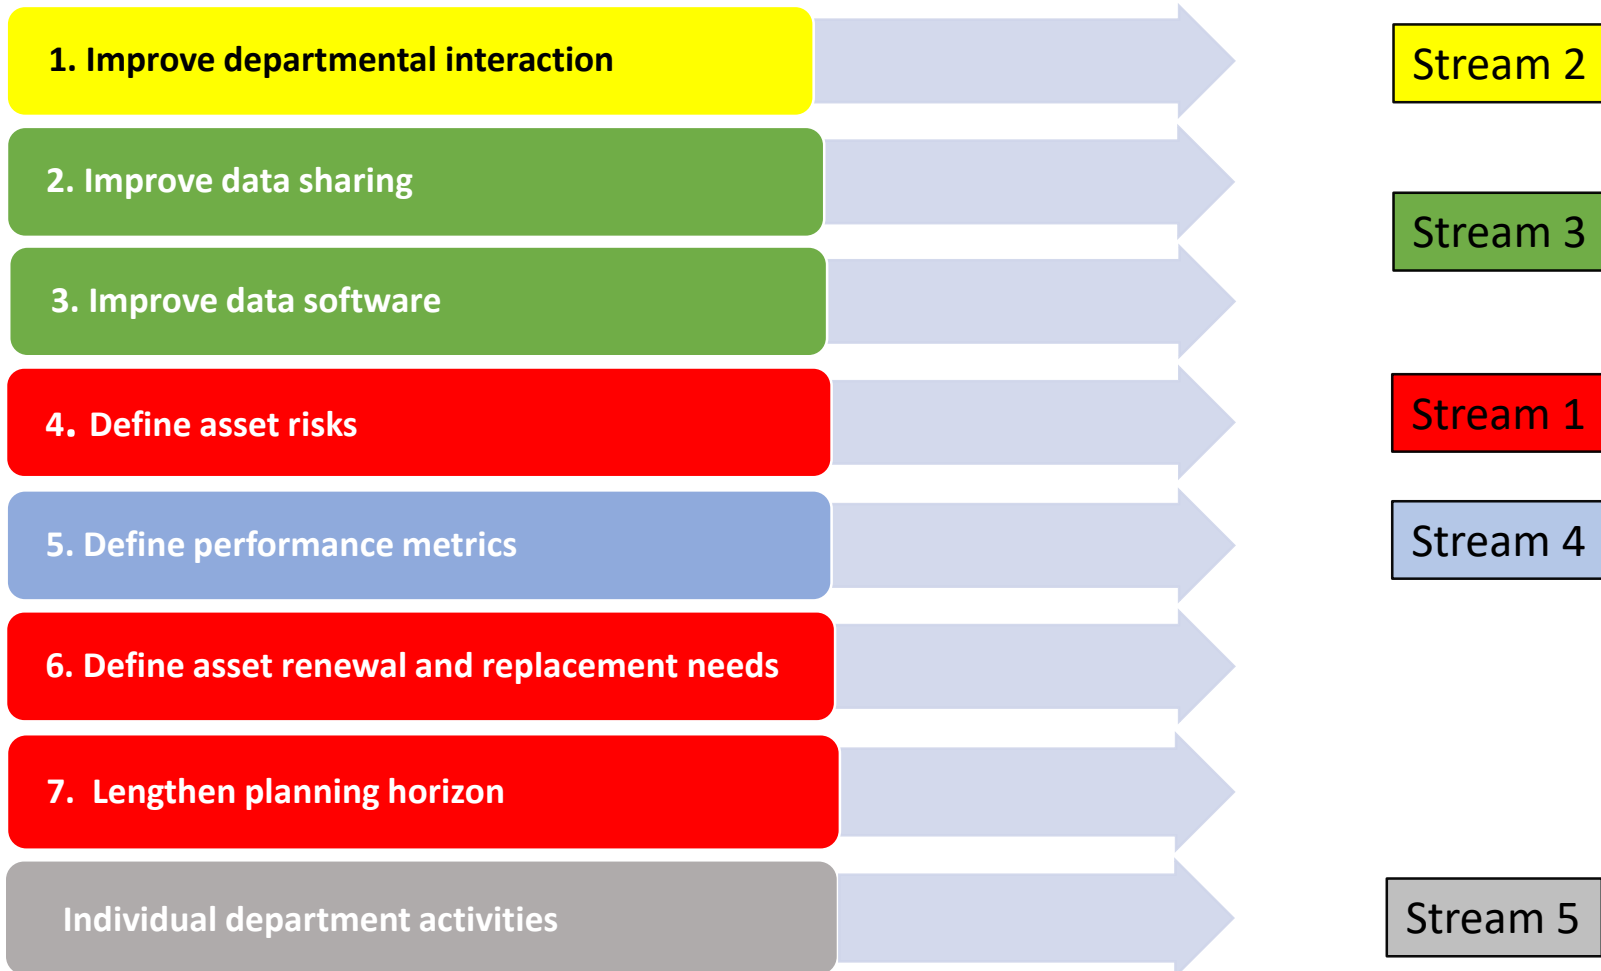 1. Improve departmental interaction
Stream 2
2. Improve data sharing
Stream 3
3. Improve data software
4. Define asset risks
Stream 1
5. Define performance metrics
Stream 4
6. Define asset renewal and replacement needs
7. Lengthen planning horizon
Individual department activities
Stream 5